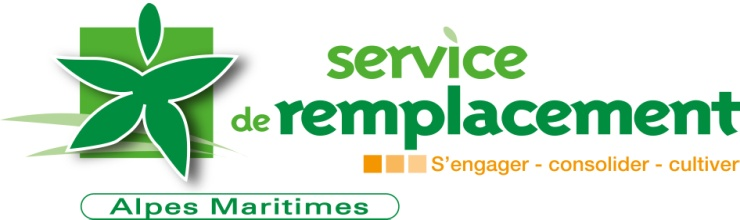 service
de remplacement
S'engager - consolider - cultiver
Alpes Maritimes